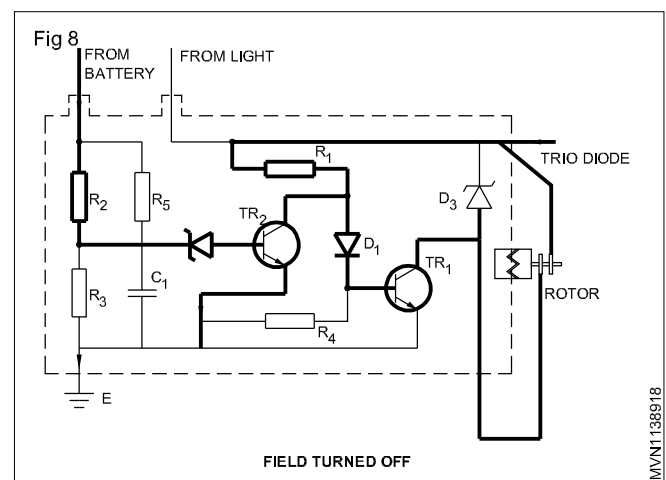 Fig 8
FROM
BATTERY
FROM LIGHT
R1
TRIO DIODE
R2
R5
TR2
D3
D1
TR1
R3
C1
R4
ROTOR
E
FIELD TURNED OFF
MVN1138918